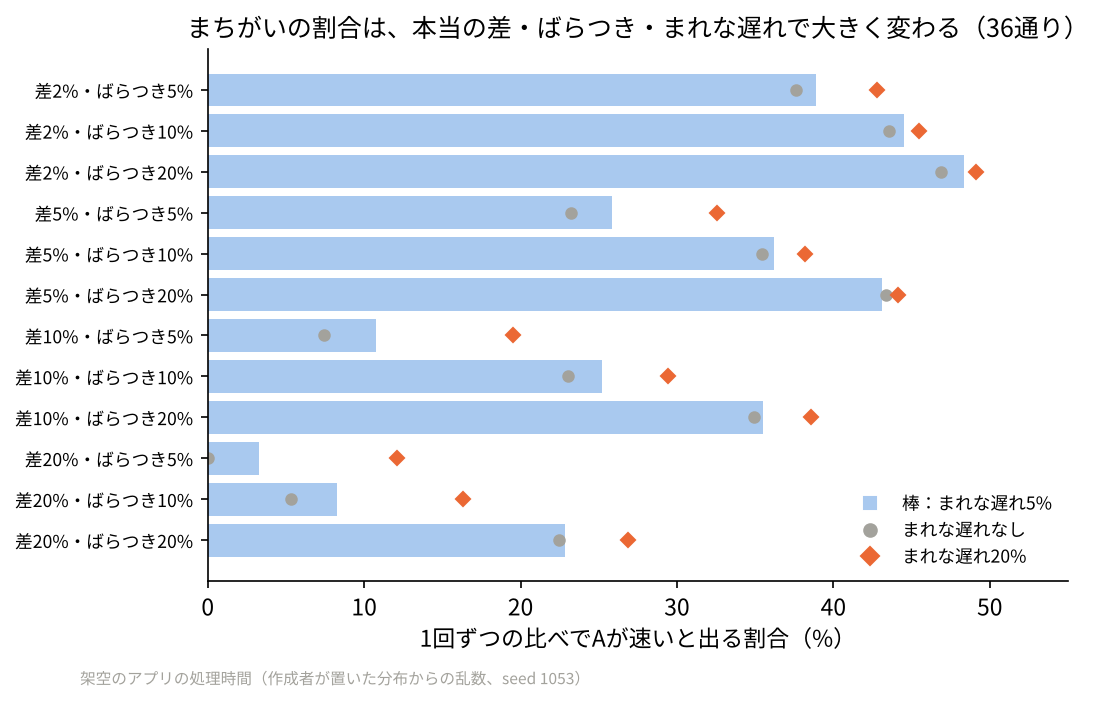 まちがいの割合は、本当の差・ばらつき・まれな遅れで大きく変わる（36通り）
差2%・ばらつき5%
差2%・ばらつき10%
差2%・ばらつき20%
差5%・ばらつき5%
差5%・ばらつき10%
差5%・ばらつき20%
差10%・ばらつき5%
差10%・ばらつき10%
差10%・ばらつき20%
差20%・ばらつき5%
差20%・ばらつき10%
差20%・ばらつき20%
棒：まれな遅れ5%
まれな遅れなし
まれな遅れ20%
0 10 20 30 40 50
1回ずつの比べでAが速いと出る割合（%）
架空のアプリの処理時間（作成者が置いた分布からの乱数、seed 1053）